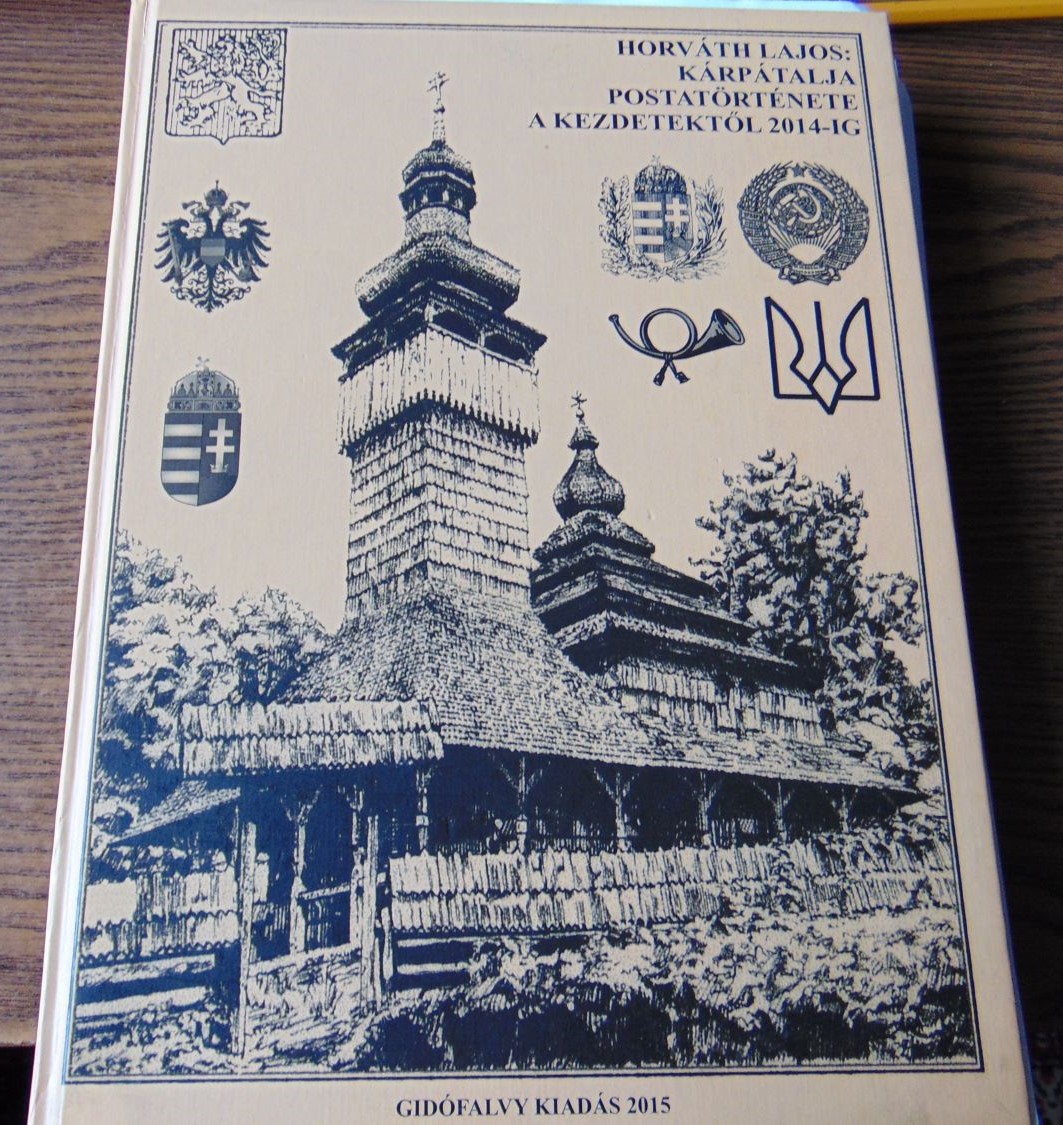 HORVÁTH LAJOS:
KÁRPÁTALJA
POSTATÖRTÉNETE
A KEZDETEKTŐL 2014-IG
GIDÓFALVY KIADÁS 2015